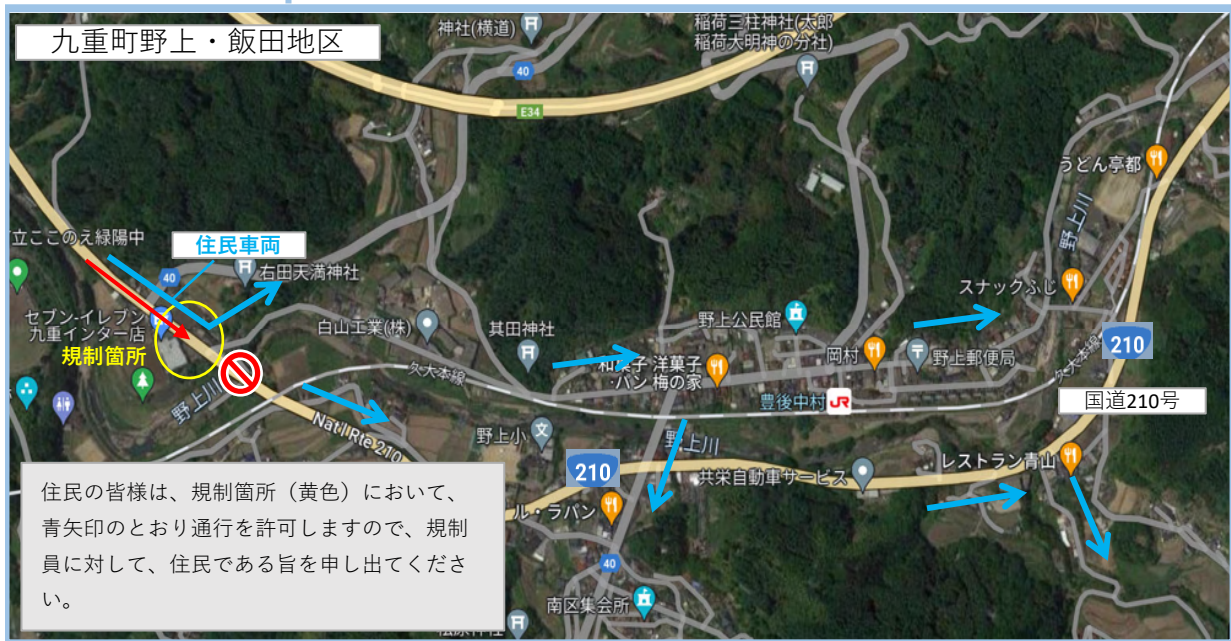 九重町野上・飯田地区
神社(横道)
稲荷三柱神社(太郎
稲荷大明神の分社)
40
E34
うどん亭都
野上川
立ここのえ緑陽中
住民車両
40
右田天満神社
セブン-イレブン
九重インター店
規制箇所
白山工業(株)
其田神社
野上公民館
スナックふじ
和菓子 洋菓子
・パン 梅の家
岡村
野上郵便局
久大本線
210
久大本線
豊後中村
JR
国道210号
野上川
Nat'l Rte 210
野上小
文
野上川
210
共栄自動車サービス
レストラン青山
ル・ラパン
40
南区集会所
住民の皆様は、規制箇所（黄色）において、
青矢印のとおり通行を許可しますので、規制
員に対して、住民である旨を申し出てくださ
い。